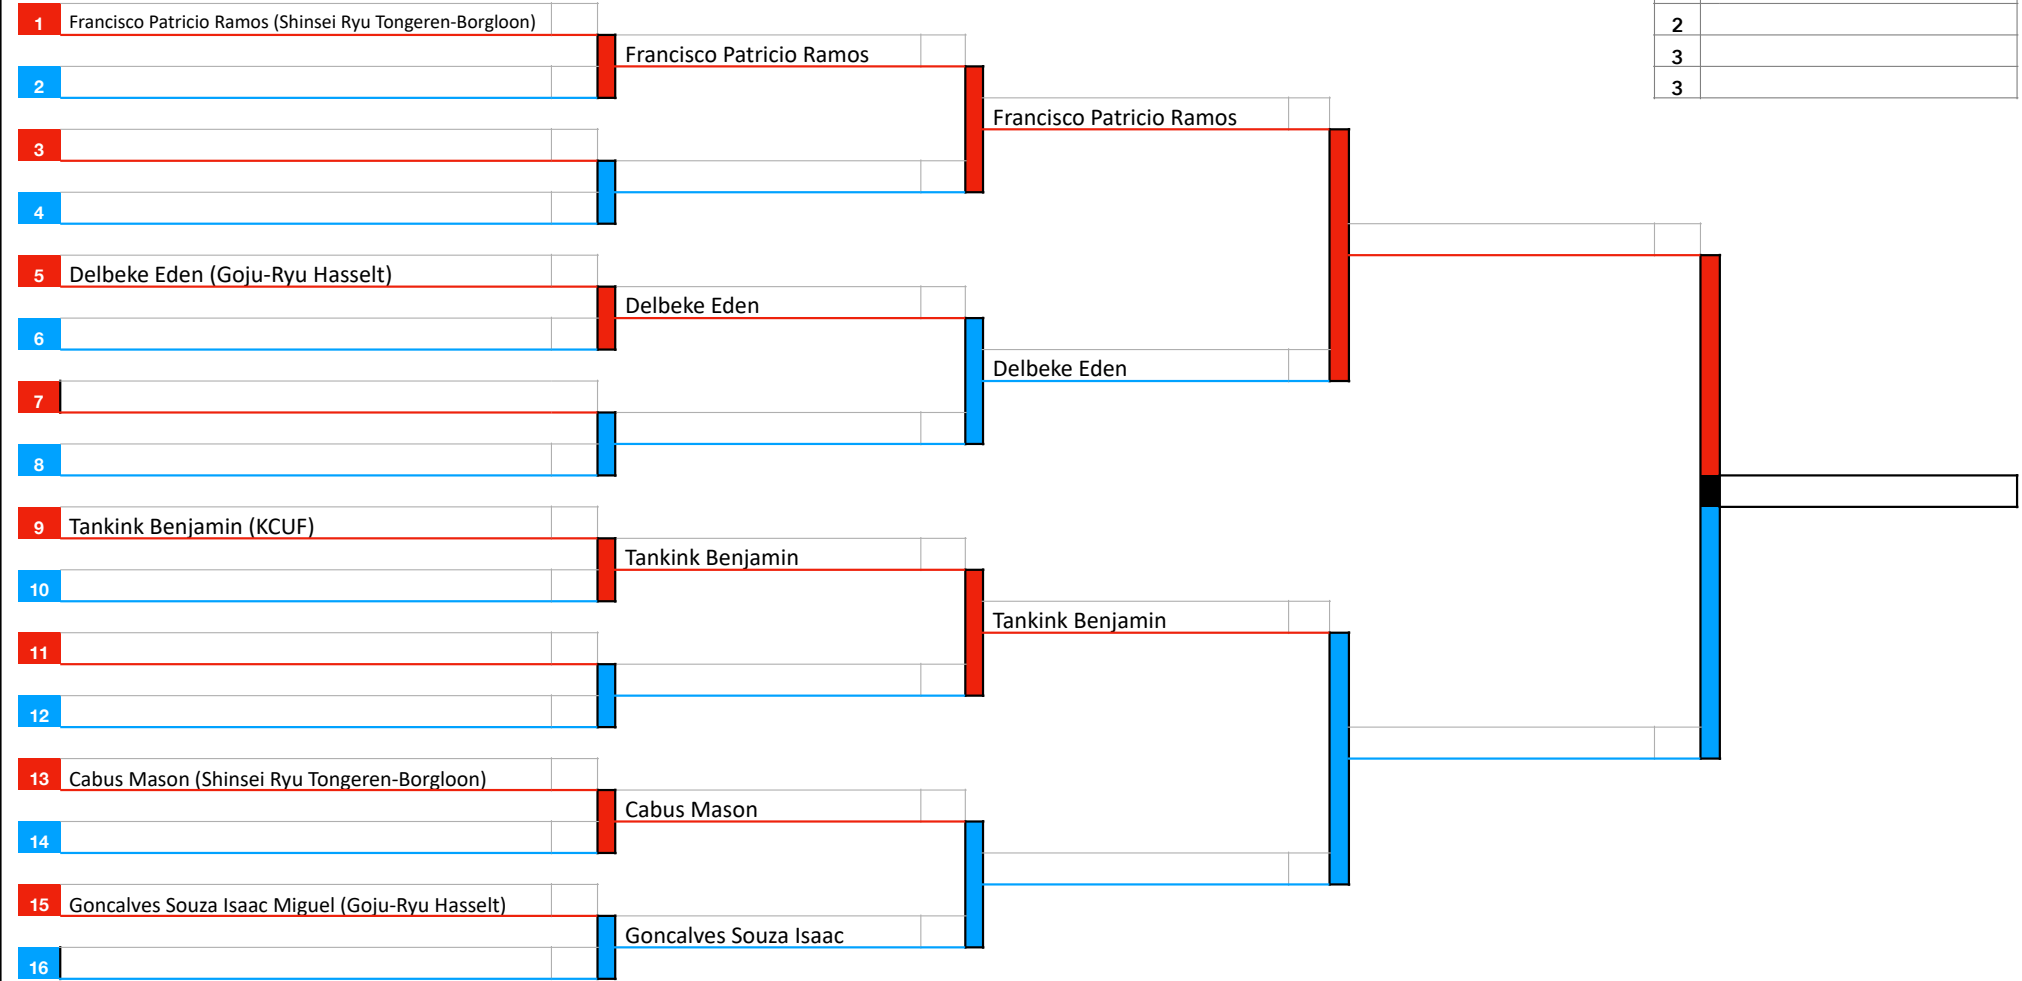 1 Francisco Patricio Ramos (Shinsei Ryu Tongeren-Borgloon)
2
Francisco Patricio Ramos
3
2
3
Francisco Patricio Ramos
3
4
5 Delbeke Eden (Goju-Ryu Hasselt)
Delbeke Eden
6
Delbeke Eden
7
8
9 Tankink Benjamin (KCUF)
Tankink Benjamin
10
Tankink Benjamin
11
12
13 Cabus Mason (Shinsei Ryu Tongeren-Borgloon)
Cabus Mason
14
15 Goncalves Souza Isaac Miguel (Goju-Ryu Hasselt)
Goncalves Souza Isaac
16